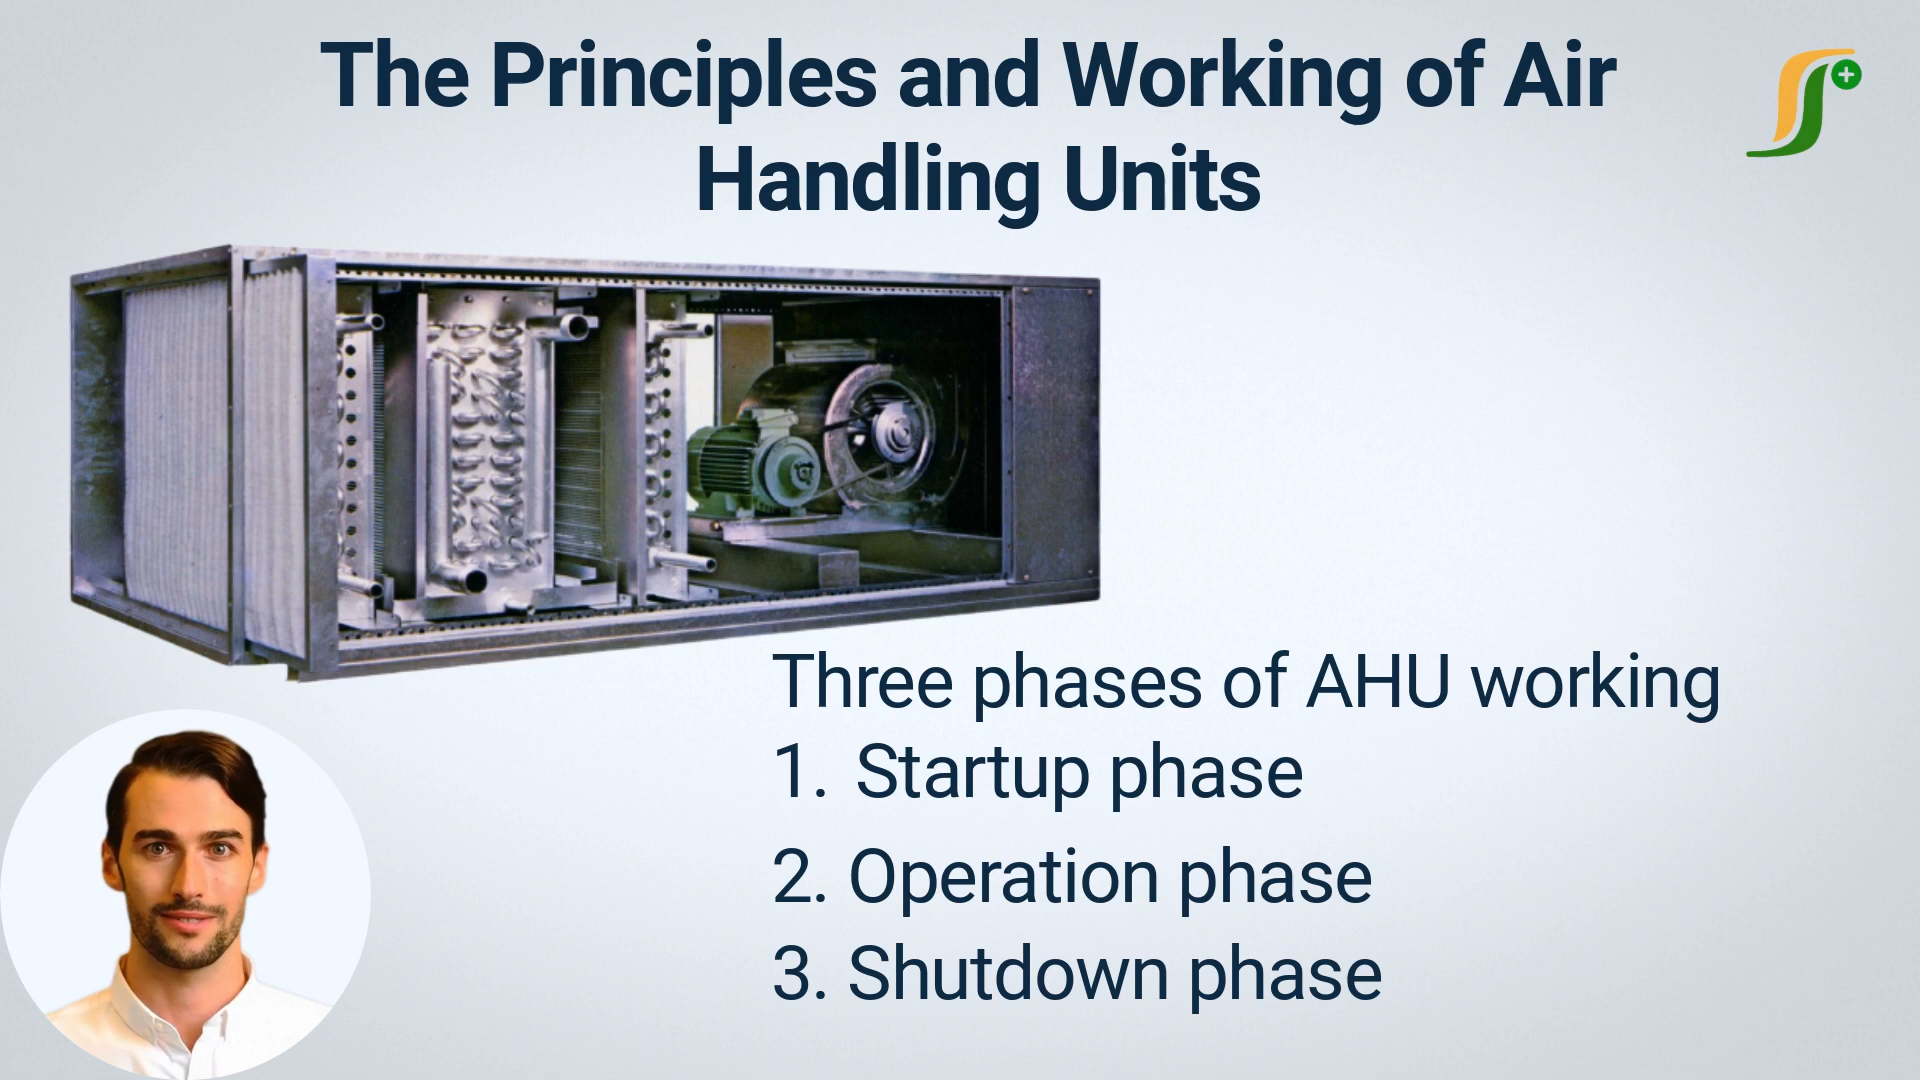 The Principles and Working of Air
Handling Units
Three phases of AHU working
1. Startup phase
2. Operation phase
3. Shutdown phase